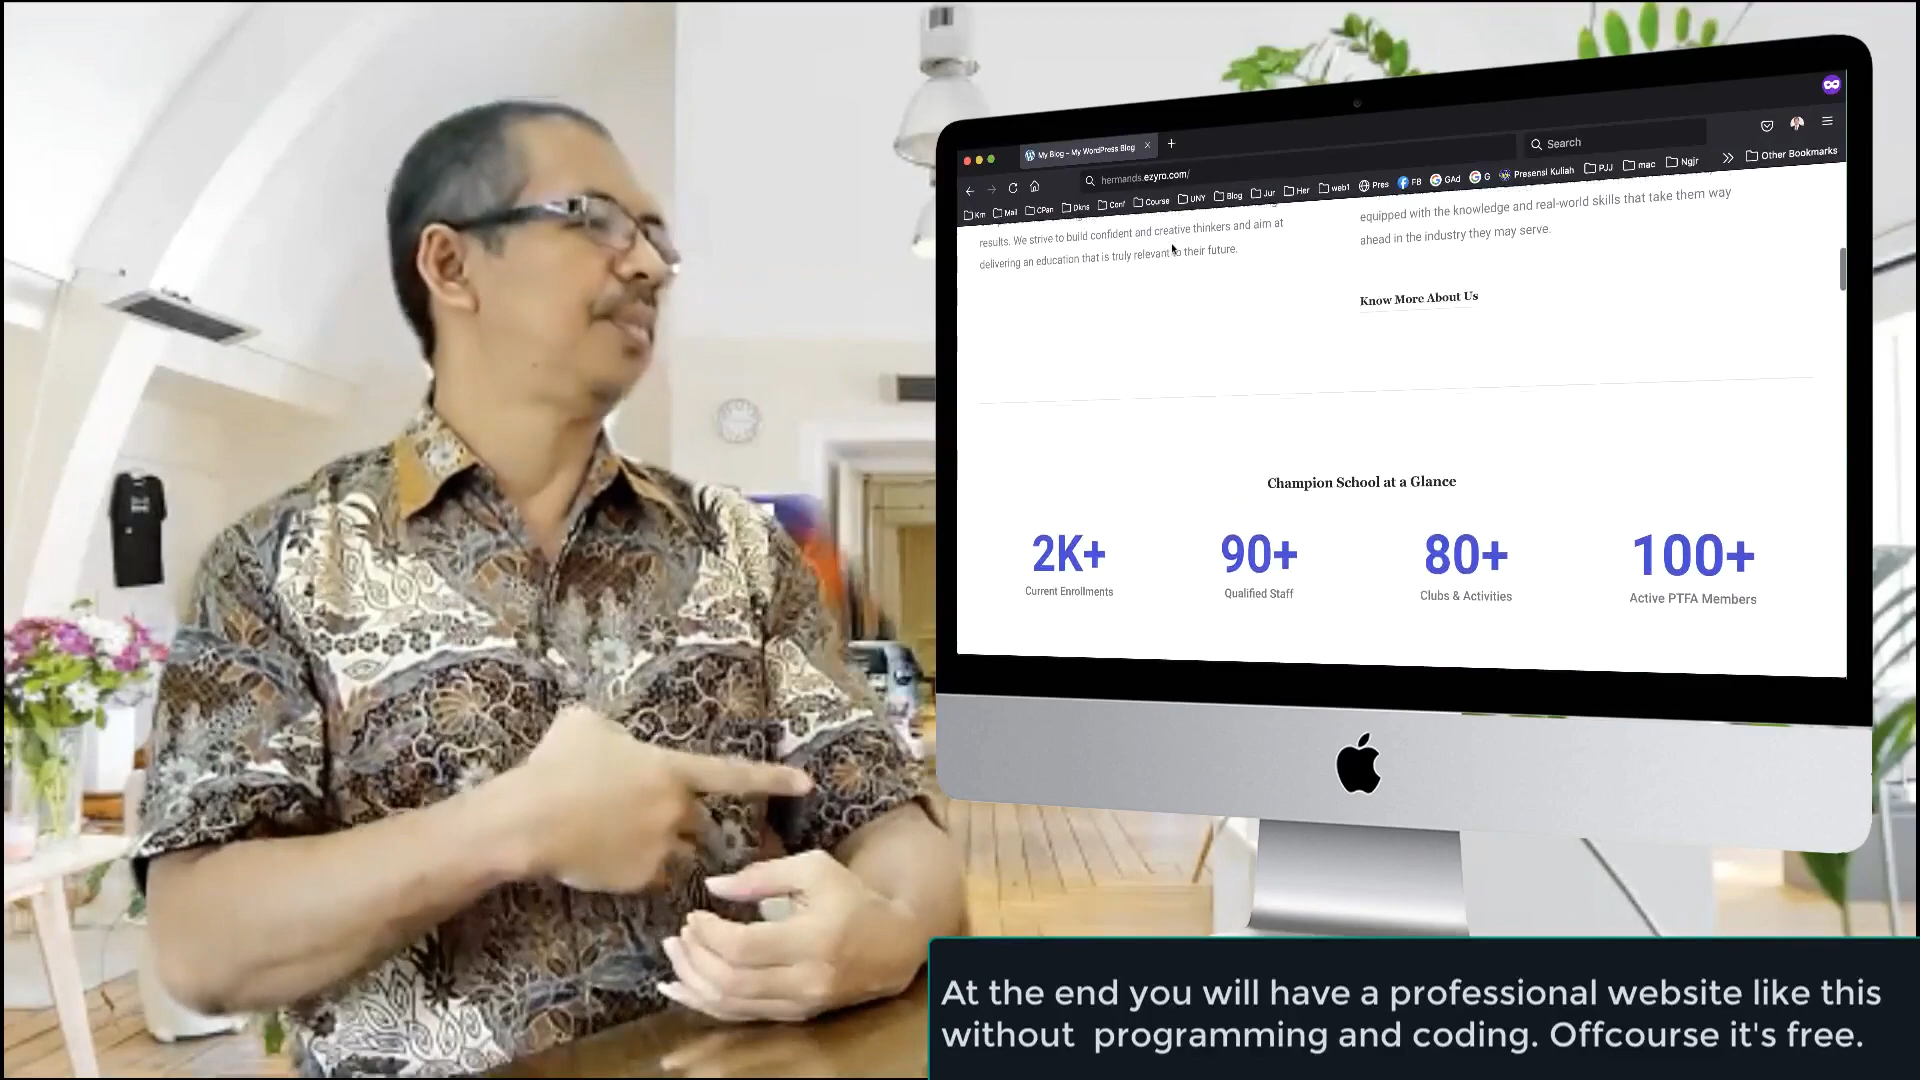 My Blog – My WordPress Blog
Search
hermands.ezyro.com/
Km Mail CPan Dkns Conf Course UNY Blog Jur Her web1 Pres FB GAd G Presensi Kuliah PJJ mac Ngjr Other Bookmarks
results. We strive to build confident and creative thinkers and aim at
delivering an education that is truly relevant to their future.
equipped with the knowledge and real-world skills that take them way
ahead in the industry they may serve.
Know More About Us
Champion School at a Glance
2K+ 90+ 80+ 100+
Current Enrollments Qualified Staff Clubs & Activities Active PTFA Members
At the end you will have a professional website like this
without programming and coding. Offcourse it's free.